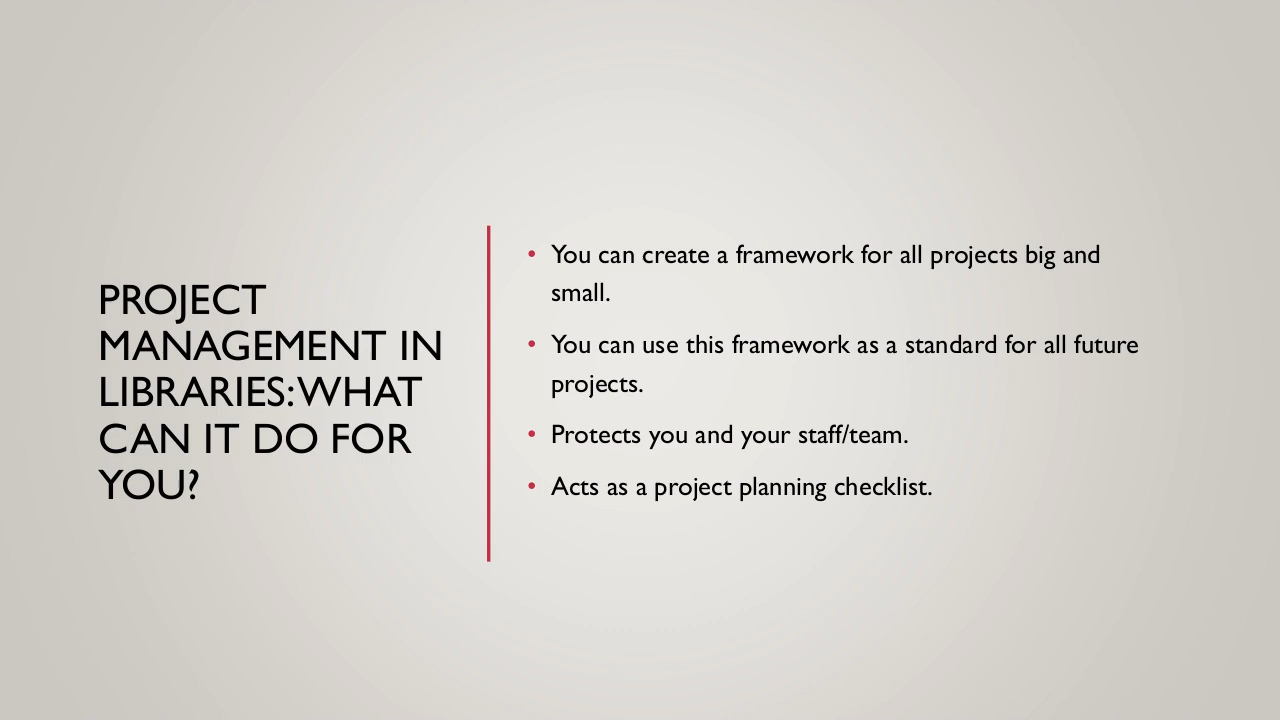 PROJECT
MANAGEMENT IN
LIBRARIES: WHAT
CAN IT DO FOR
YOU?
• You can create a framework for all projects big and
small.
• You can use this framework as a standard for all future
projects.
• Protects you and your staff/team.
• Acts as a project planning checklist.